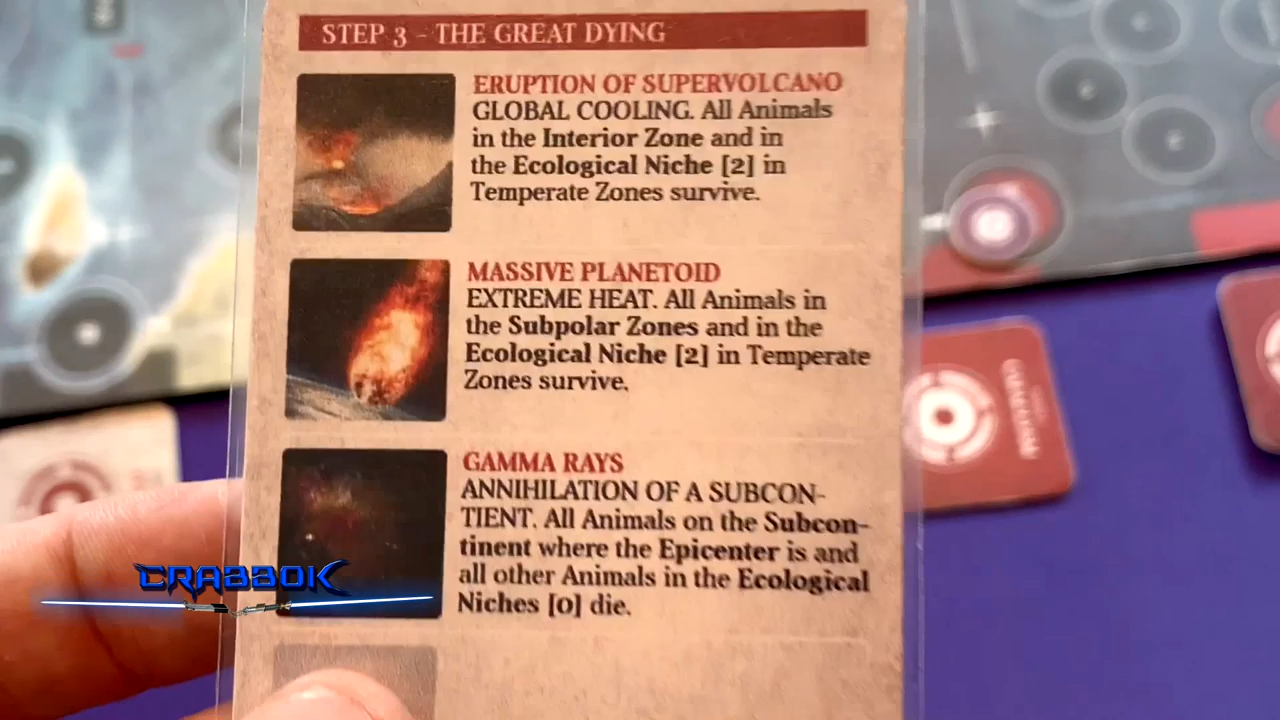 STEP 3 - THE GREAT DYING
ERUPTION OF SUPERVOLCANO
GLOBAL COOLING. All Animals
in the Interior Zone and in
the Ecological Niche [2] in
Temperate Zones survive.
MASSIVE PLANETOID
EXTREME HEAT. All Animals in
the Subpolar Zones and in the
Ecological Niche [2] in Temperate
Zones survive.
GAMMA RAYS
ANNIHILATION OF A SUBCON-
TIENT. All Animals on the Subcon-
tinent where the Epicenter is and
all other Animals in the Ecological
Niches [0] die.
CRABBOK